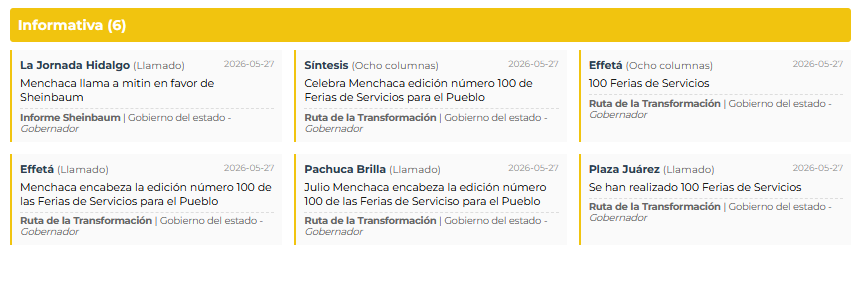 Informativa (6)
La Jornada Hidalgo (Llamado) 2026-05-27
Menchaca llama a mitin en favor de
Sheinbaum
Informe Sheinbaum | Gobierno del estado -
Gobernador
Síntesis (Ocho columnas) 2026-05-27
Celebra Menchaca edición número 100 de
Ferias de Servicios para el Pueblo
Ruta de la Transformación | Gobierno del estado -
Gobernador
Effetá (Ocho columnas) 2026-05-27
100 Ferias de Servicios
Ruta de la Transformación | Gobierno del estado -
Gobernador
Effetá (Llamado) 2026-05-27
Menchaca encabeza la edición número 100 de
las Ferias de Servicios para el Pueblo
Ruta de la Transformación | Gobierno del estado -
Gobernador
Pachuca Brilla (Llamado) 2026-05-27
Julio Menchaca encabeza la edición número
100 de las Ferias de Serviciso para el Pueblo
Ruta de la Transformación | Gobierno del estado -
Gobernador
Plaza Juárez (Llamado) 2026-05-27
Se han realizado 100 Ferias de Servicios
Ruta de la Transformación | Gobierno del estado -
Gobernador